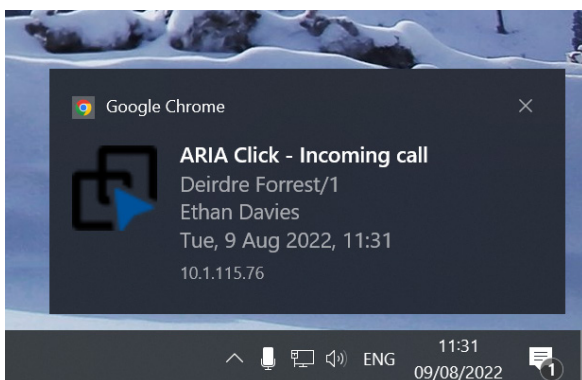 Google Chrome
ARIA Click - Incoming call
Deirdre Forrest/1
Ethan Davies
Tue, 9 Aug 2022, 11:31
10.1.115.76
ENG
11:31
09/08/2022
1